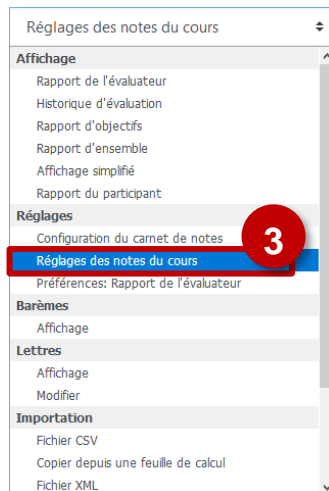 Réglages des notes du cours
Affichage
Rapport de l'évaluateur
Historique d'évaluation
Rapport d'objectifs
Rapport d'ensemble
Affichage simplifié
Rapport du participant
Réglages
Configuration du carnet de notes
3
Réglages des notes du cours
Préférences: Rapport de l'évaluateur
Barèmes
Affichage
Lettres
Affichage
Modifier
Importation
Fichier CSV
Copier depuis une feuille de calcul
Fichier XML